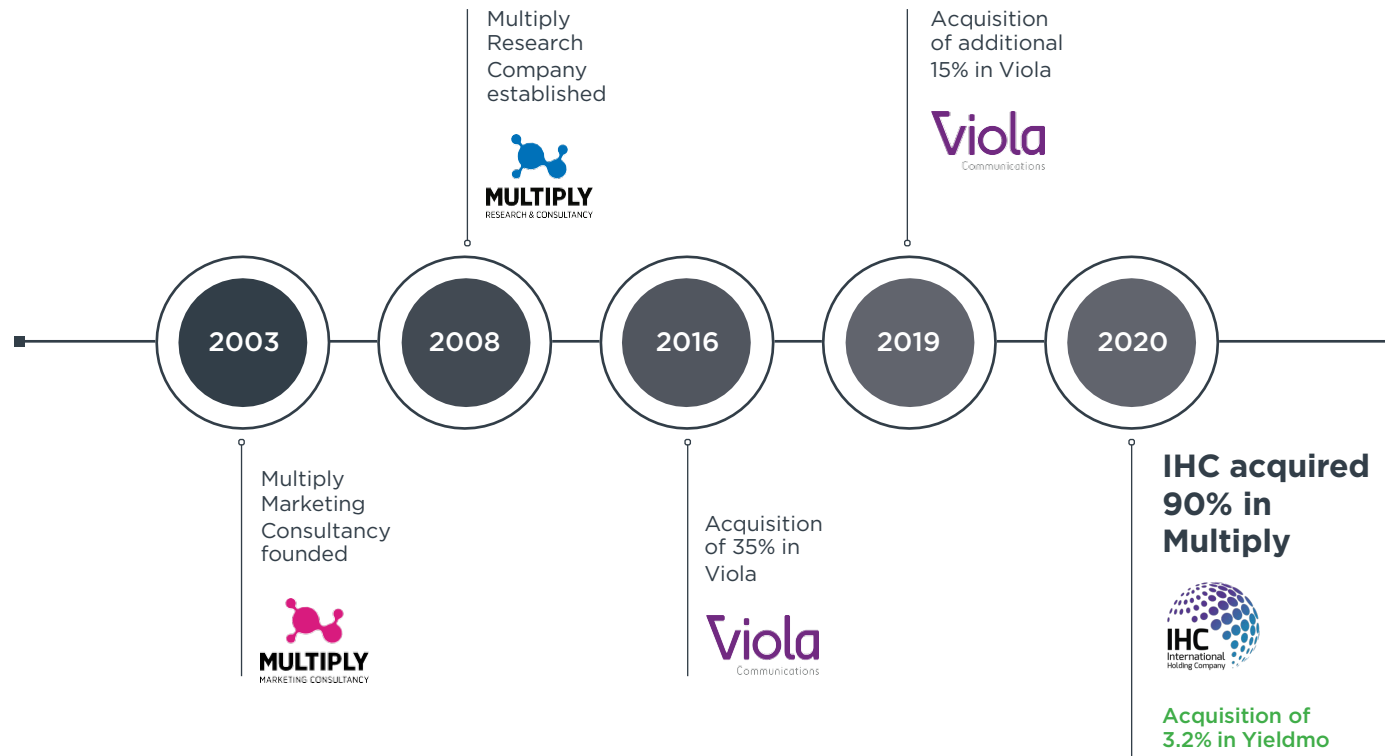 Multiply
Research
Company
established
MULTIPLY
RESEARCH & CONSULTANCY
Acquisition
of additional
15% in Viola
Viola
Communications
2003
2008
2016
2019
2020
Multiply
Marketing
Consultancy
founded
MULTIPLY
MARKETING CONSULTANCY
Acquisition
of 35% in
Viola
Viola
Communications
IHC acquired
90% in
Multiply
IHC
International
Holding Company
Acquisition of
3.2% in Yieldmo